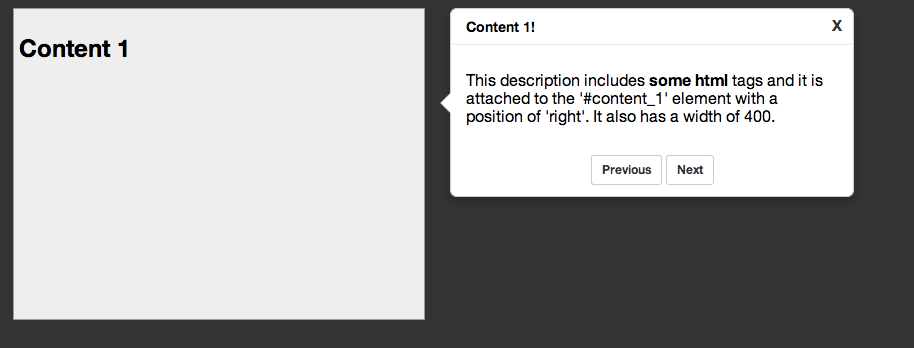 Content 1
Content 1!
X
This description includes some html tags and it is
attached to the '#content_1' element with a
position of 'right'. It also has a width of 400.
Previous Next